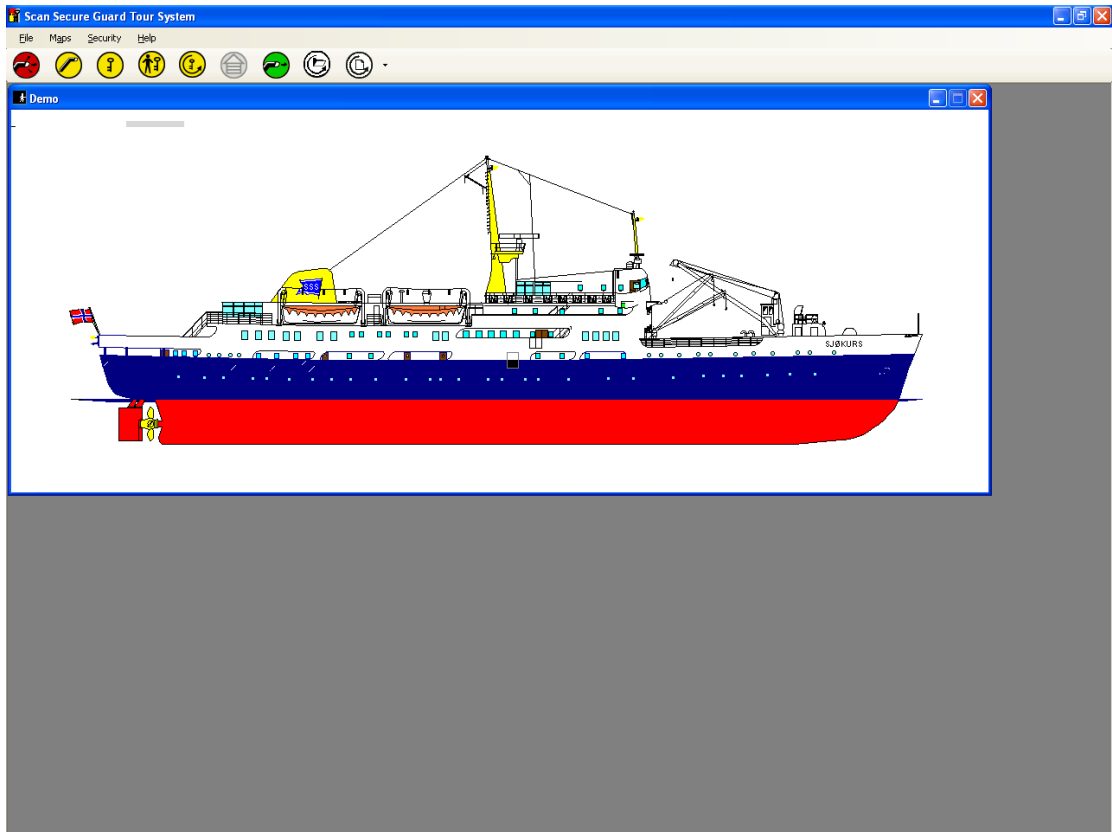 Scan Secure Guard Tour System
File Maps Security Help
Demo
SSS
SJØKURS